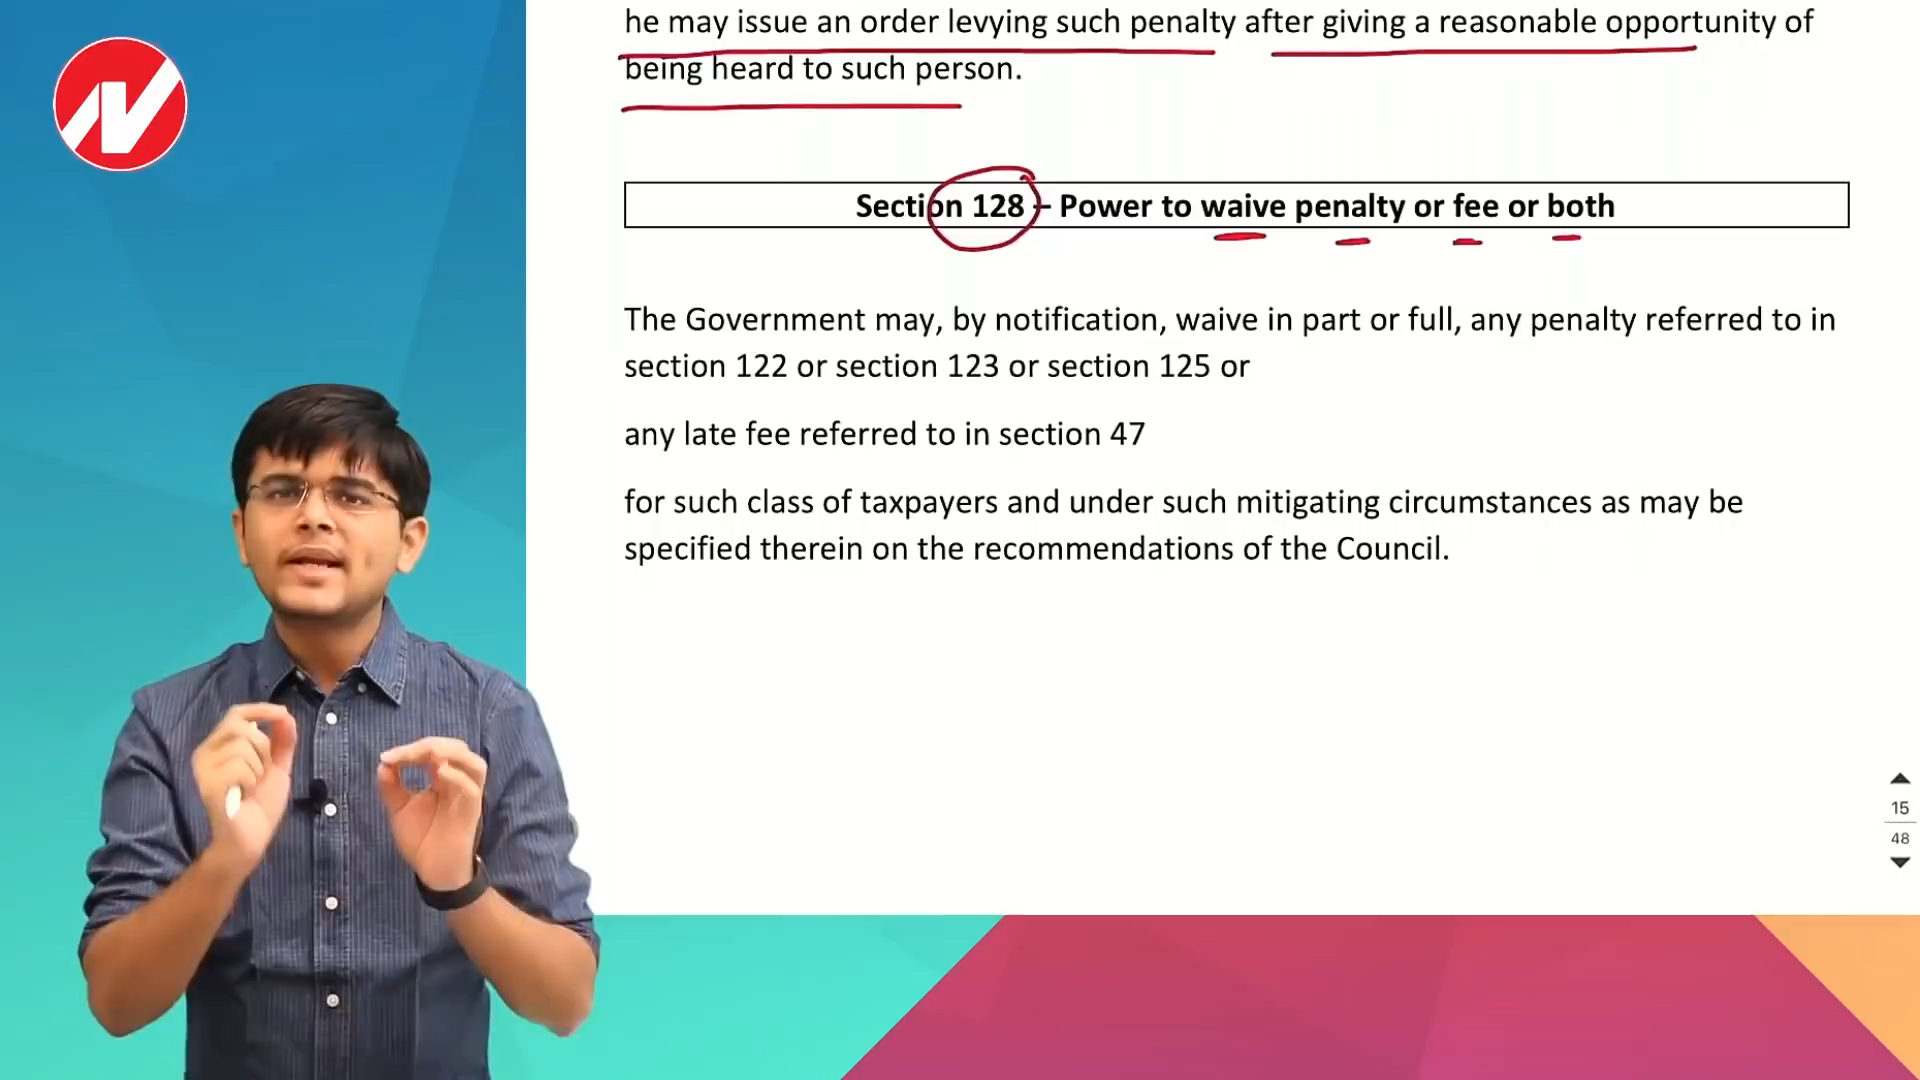 he may issue an order levying such penalty after giving a reasonable opportunity of
being heard to such person.
Section 128 – Power to waive penalty or fee or both
The Government may, by notification, waive in part or full, any penalty referred to in
section 122 or section 123 or section 125 or
any late fee referred to in section 47
for such class of taxpayers and under such mitigating circumstances as may be
specified therein on the recommendations of the Council.
15
48